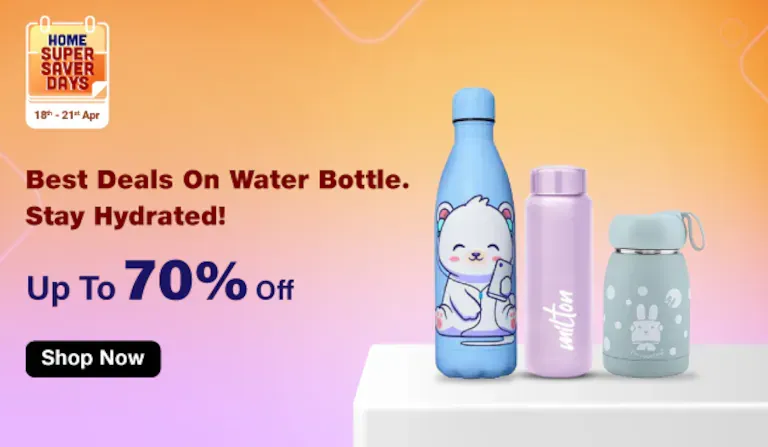 HOME
SUPER
SAVER
DAYS
18th - 21st Apr
Best Deals On Water Bottle.
Stay Hydrated!
Up To 70% Off
Shop Now
milton